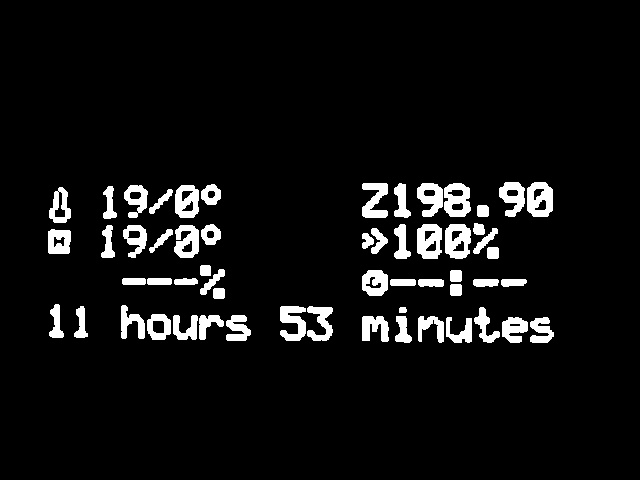 19/0° Z198.90
19/0° »100%
---% --:--
11 hours 53 minutes